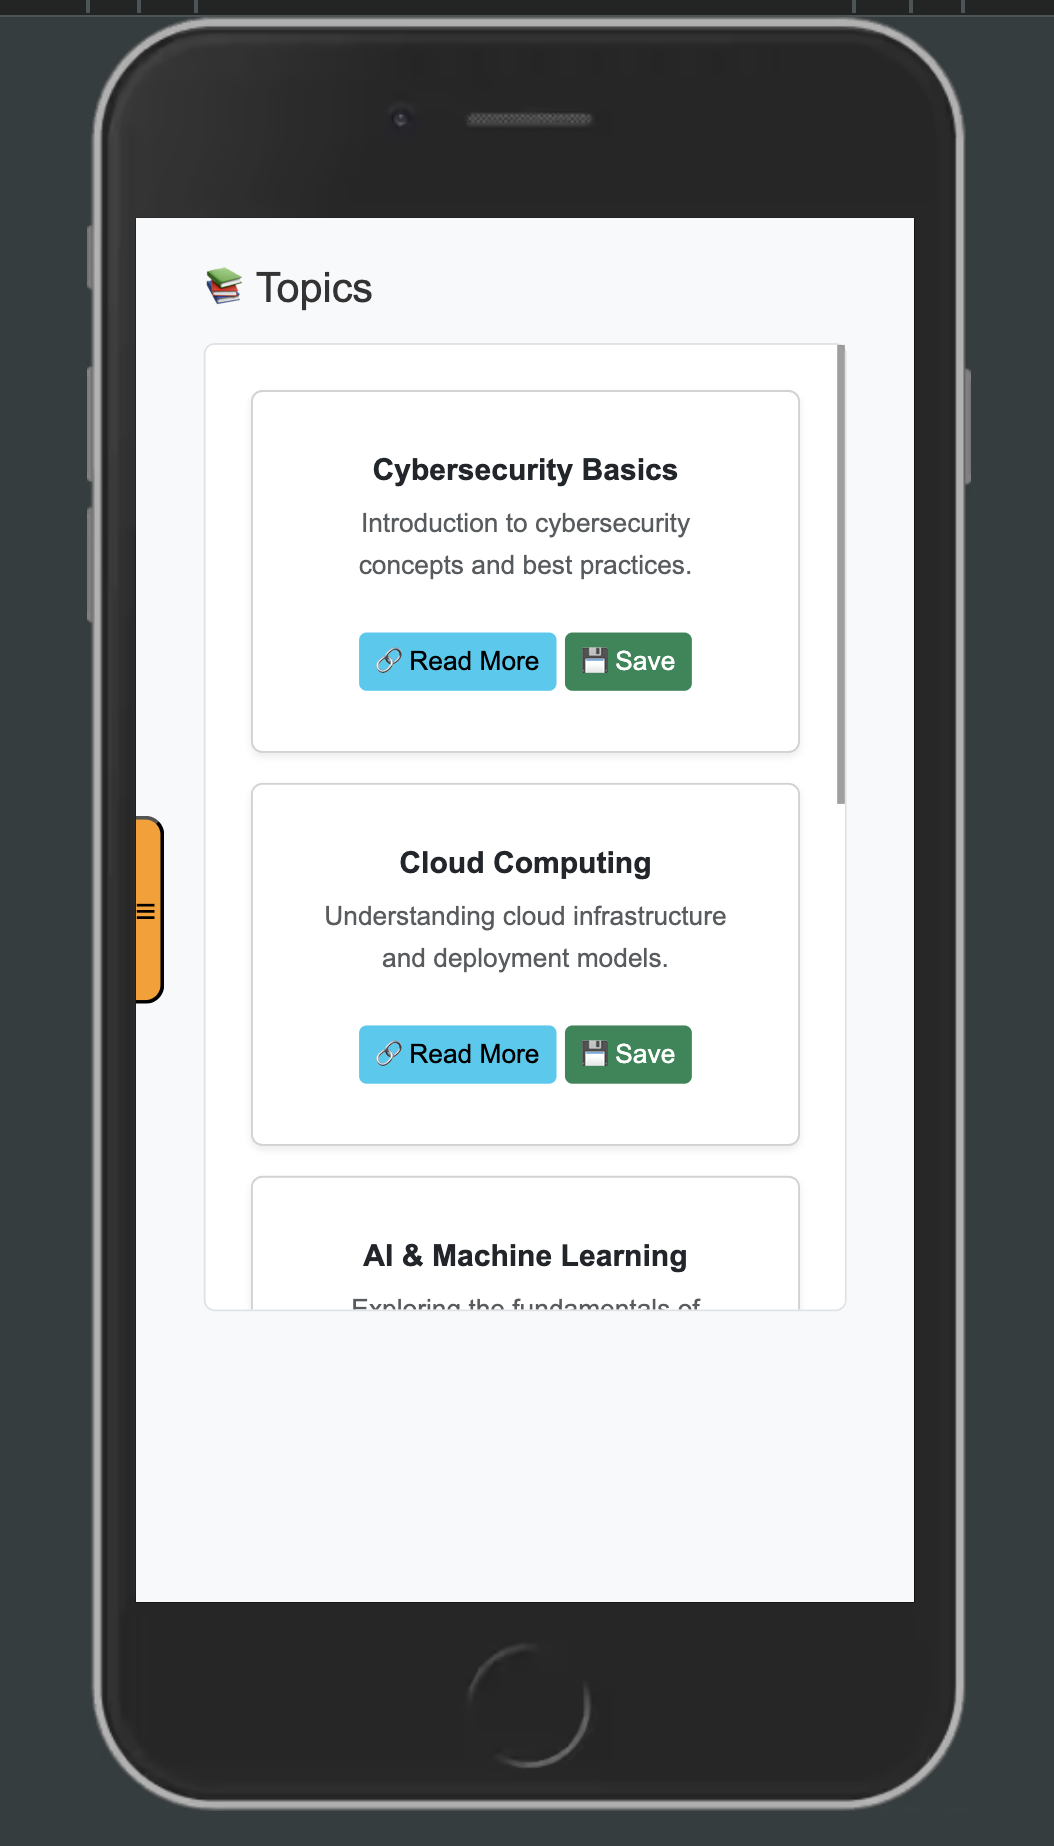 📚 Topics
Cybersecurity Basics
Introduction to cybersecurity
concepts and best practices.
🔗 Read More 💾 Save
Cloud Computing
Understanding cloud infrastructure
and deployment models.
🔗 Read More 💾 Save
AI & Machine Learning
Exploring the fundamentals of